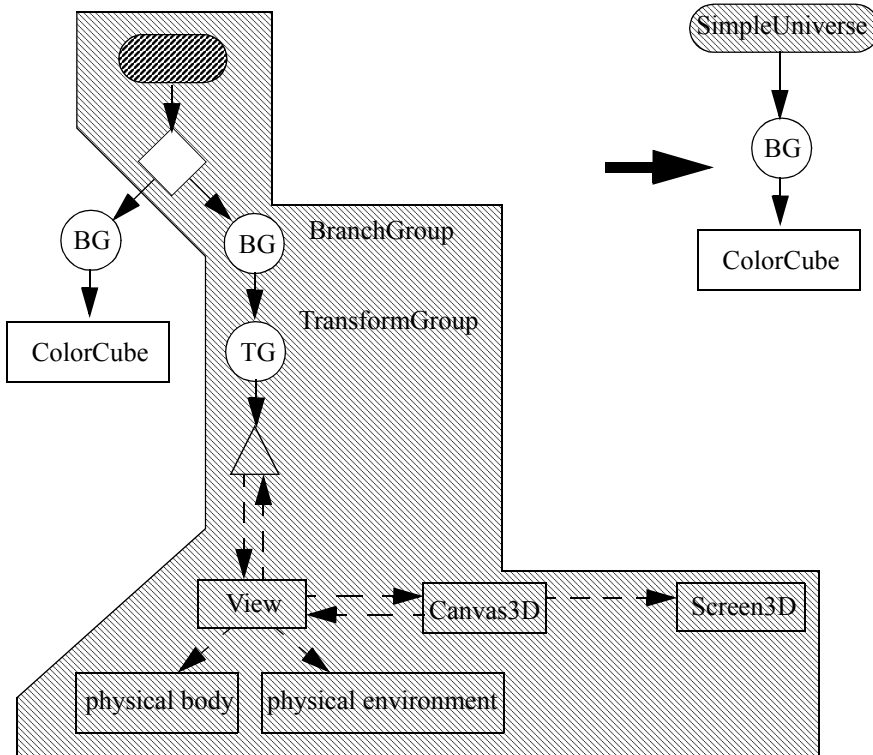 SimpleUniverse
BG
ColorCube
BG
BG
BranchGroup
ColorCube
TG
TransformGroup
View
Canvas3D
Screen3D
physical body
physical environment